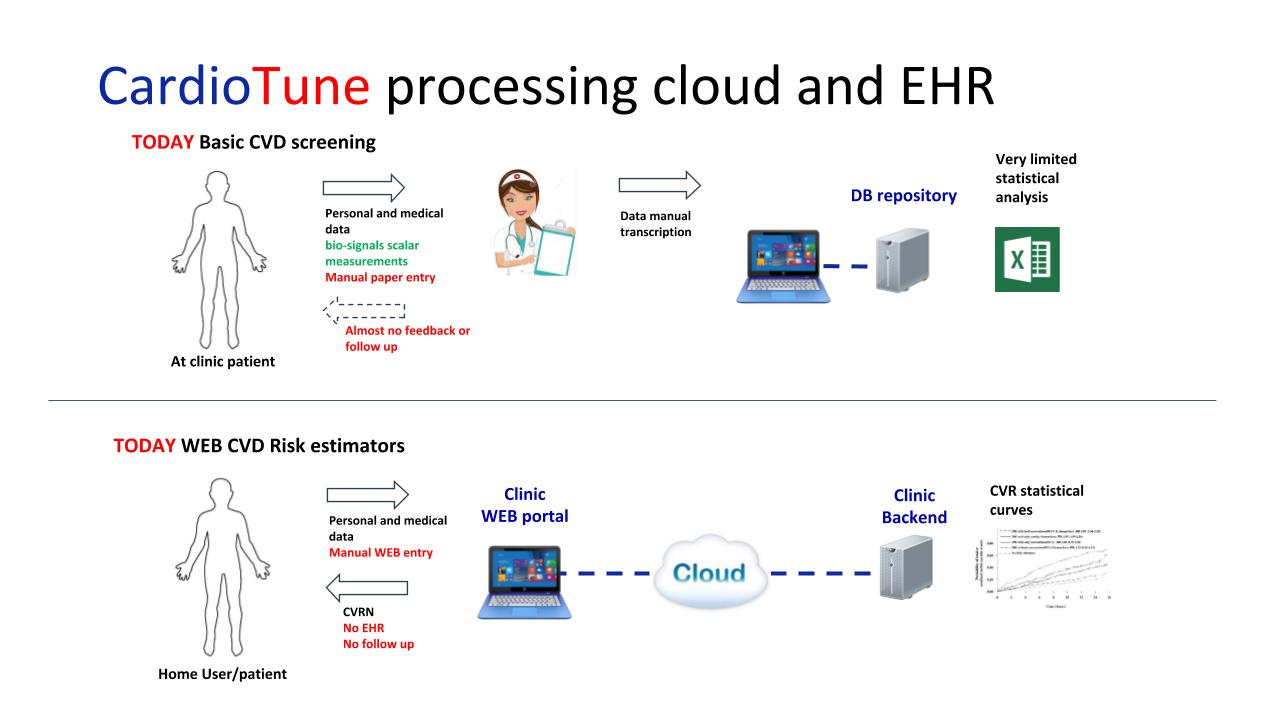 CardioTune processing cloud and EHR
TODAY Basic CVD screening
Personal and medical
data
bio-signals scalar
measurements
Manual paper entry
Almost no feedback or
follow up
At clinic patient
Data manual
transcription
DB repository
Very limited
statistical
analysis
X
TODAY WEB CVD Risk estimators
Personal and medical
data
Manual WEB entry
CVRN
No EHR
No follow up
Home User/patient
Clinic
WEB portal
Cloud
Clinic
Backend
CVR statistical
curves